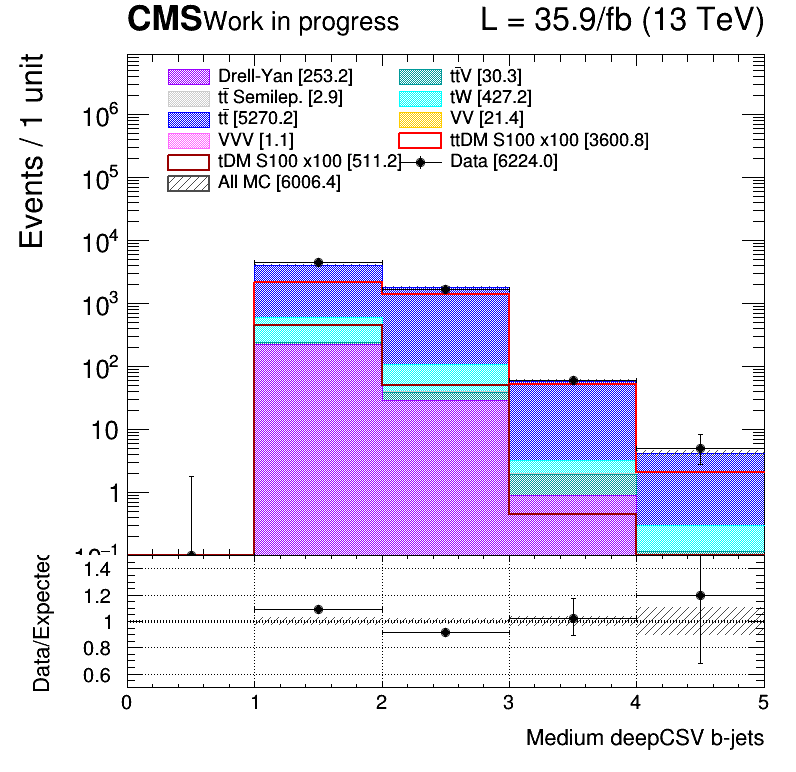 CMS Work in progress L = 35.9/fb (13 TeV)
Events / 1 unit
Drell-Yan [253.2] tt̄V [30.3]
tt̄ Semilep. [2.9] tW [427.2]
tt̄ [5270.2] VV [21.4]
VVV [1.1] ttDM S100 x100 [3600.8]
tDM S100 x100 [511.2] Data [6224.0]
All MC [6006.4]
10⁶
10⁵
10⁴
10³
10²
10
1
10⁻¹
Data/Expected
1.4
1.2
1
0.8
0.6
0 1 2 3 4 5
Medium deepCSV b-jets